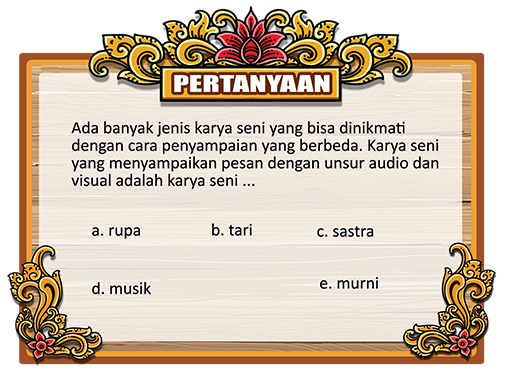 PERTANYAAN
Ada banyak jenis karya seni yang bisa dinikmati
dengan cara penyampaian yang berbeda. Karya seni
yang menyampaikan pesan dengan unsur audio dan
visual adalah karya seni ...
a. rupa b. tari c. sastra
d. musik e. murni